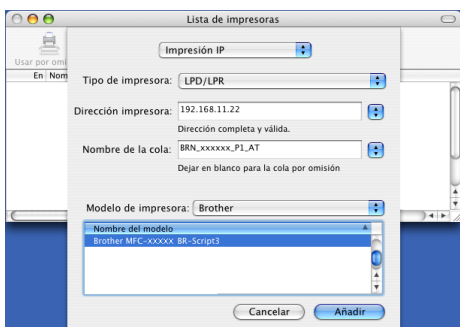 Lista de impresoras
Impresión IP
Usar por omi
En Nom
Tipo de impresora: LPD/LPR
Dirección impresora: 192.168.11.22
Dirección completa y válida.
Nombre de la cola: BRN_xxxxxx_P1_AT
Dejar en blanco para la cola por omisión
Modelo de impresora: Brother
Nombre del modelo
Brother MFC-XXXXX BR-Script3
Cancelar Añadir